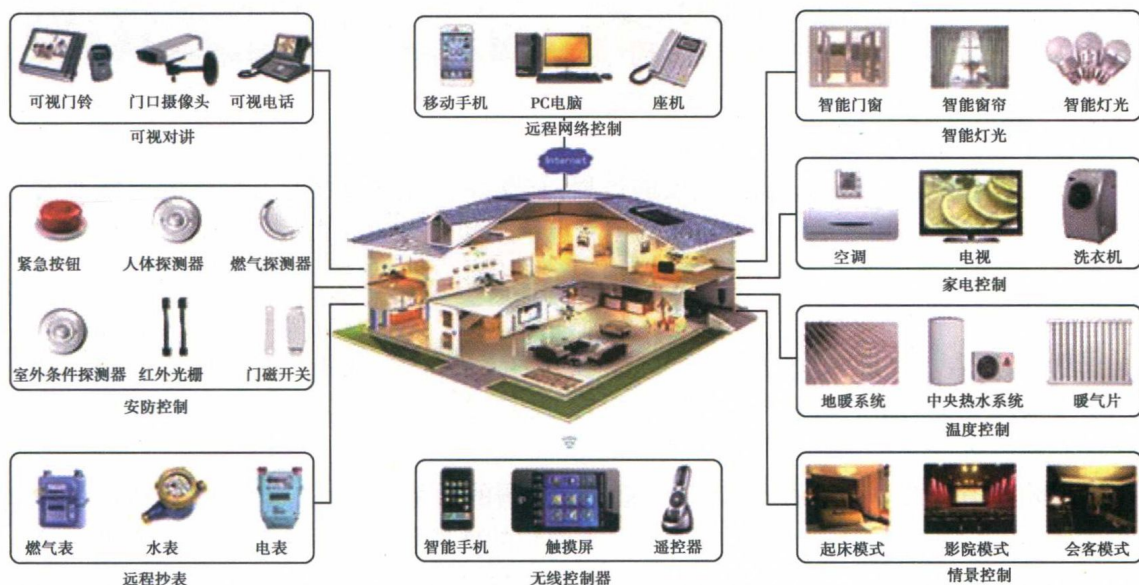 可视门铃 门口摄像头 可视电话
可视对讲
移动手机 PC电脑 座机
远程网络控制
Internet
智能门窗 智能窗帘 智能灯光
智能灯光
紧急按钮 人体探测器 燃气探测器
室外条件探测器 红外光栅 门磁开关
安防控制
空调 电视 洗衣机
家电控制
地暖系统 中央热水系统 暖气片
温度控制
燃气表 水表 电表
远程抄表
智能手机 触摸屏 遥控器
无线控制器
起床模式 影院模式 会客模式
情景控制